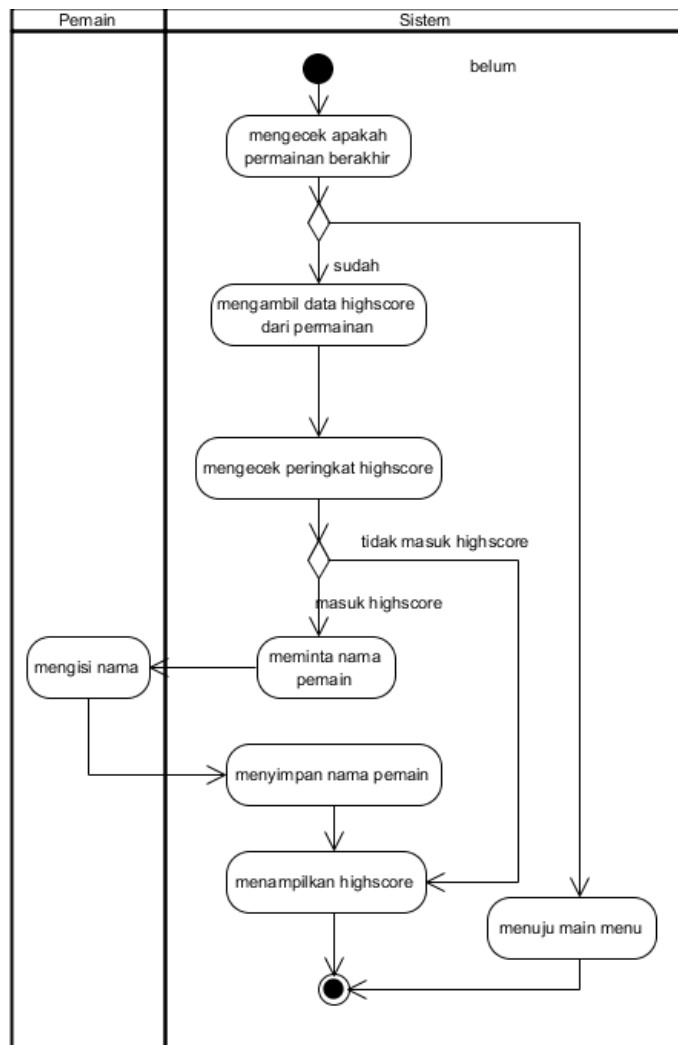 Pemain
Sistem
belum
mengecek apakah
permainan berakhir
sudah
mengambil data highscore
dari permainan
mengecek peringkat highscore
tidak masuk highscore
masuk highscore
mengisi nama
meminta nama
pemain
menyimpan nama pemain
menampilkan highscore
menuju main menu